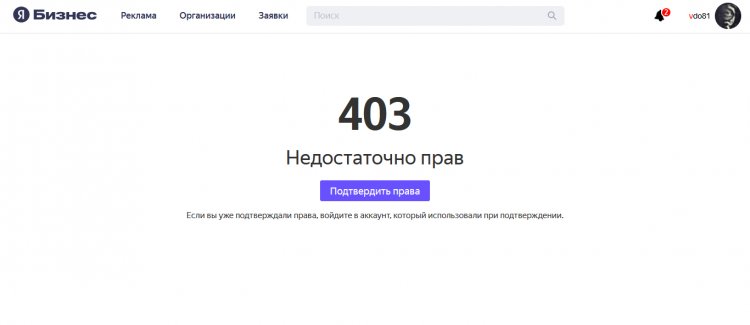 Я Бизнес Реклама Организации Заявки Поиск 2 vdo81
403
Недостаточно прав
Подтвердить права
Если вы уже подтверждали права, войдите в аккаунт, который использовали при подтверждении.